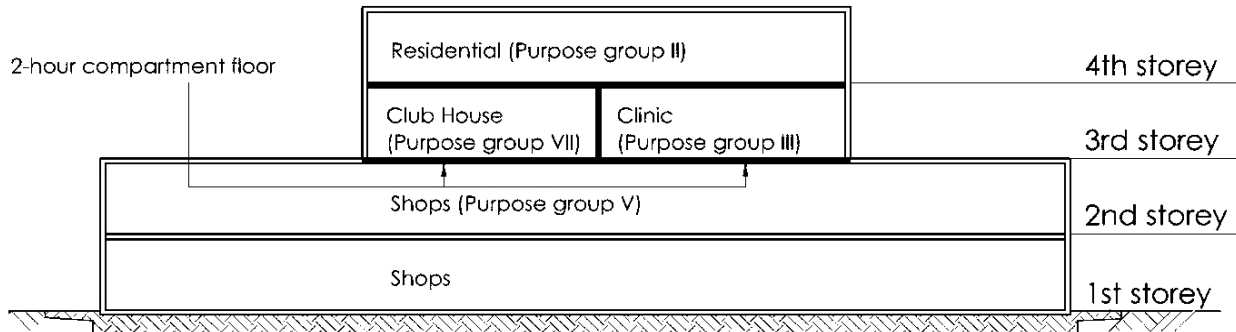 Residential (Purpose group II)
2-hour compartment floor
4th storey
Club House
(Purpose group VII)
Clinic
(Purpose group III)
3rd storey
Shops (Purpose group V)
2nd storey
Shops
1st storey